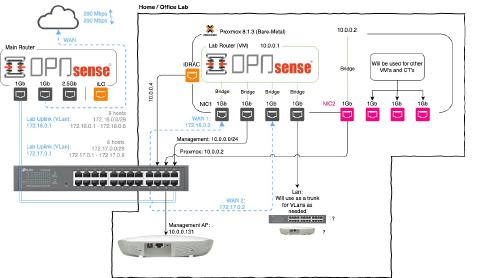 Home / Office Lab
290 Mbps
290 Mbps
WAN
Main Router
OPNsense
1Gb
1Gb
2.5Gb
iLC
Lab Uplink (VLan):
172.16.0.1
6 hosts
172.16.0.0/29
172.16.0.1 - 172.16.0.6
Lab Uplink (VLan):
172.17.0.1
6 hosts
172.17.0.0/29
172.17.0.1 - 172.17.0.6
Proxmox 8.1.3 (Bare-Metal)
Lab Router (VM)
10.0.0.1
10.0.0.2
OPNsense
iDRAC
10.0.0.4
Bridge
Bridge
Bridge
Bridge
Bridge
Will be used for other
VM's and CT's
NIC1
1Gb
1Gb
1Gb
1Gb
NIC2
1Gb
1Gb
1Gb
1Gb
WAN 1:
172.16.0.2
Management: 10.0.0.0/24
Proxmox: 10.0.0.2
WAN 2:
172.17.0.2
Lan:
Will use as a trunk
for VLans as
needed
?
?
Management AP:
10.0.0.131